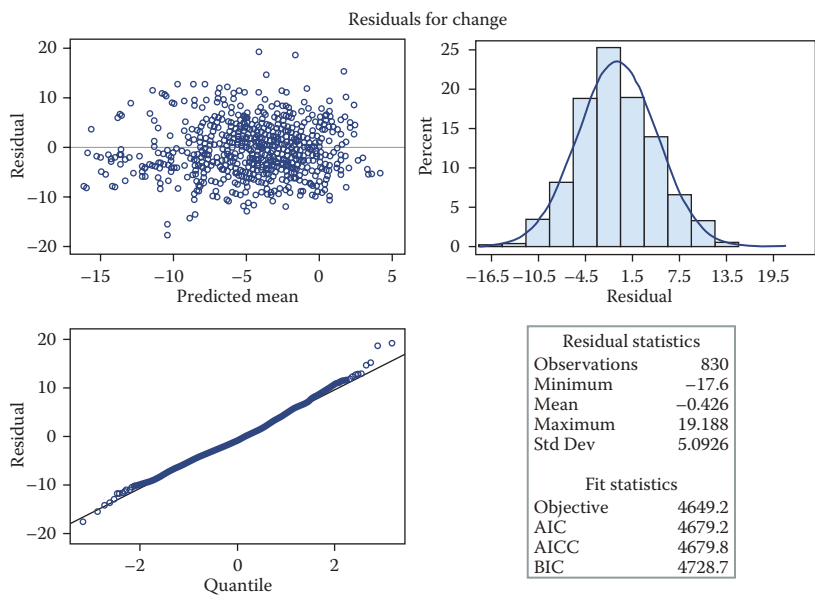 Residuals for change
20
10
0
−10
−20
Residual
−15 −10 −5 0 5
Predicted mean
25
20
15
10
5
0
Percent
−16.5 −10.5 −4.5 1.5 7.5 13.5 19.5
Residual
20
10
0
−10
−20
Residual
−2 0 2
Quantile
Residual statistics
Observations 830
Minimum −17.6
Mean −0.426
Maximum 19.188
Std Dev 5.0926
Fit statistics
Objective 4649.2
AIC 4679.2
AICC 4679.8
BIC 4728.7